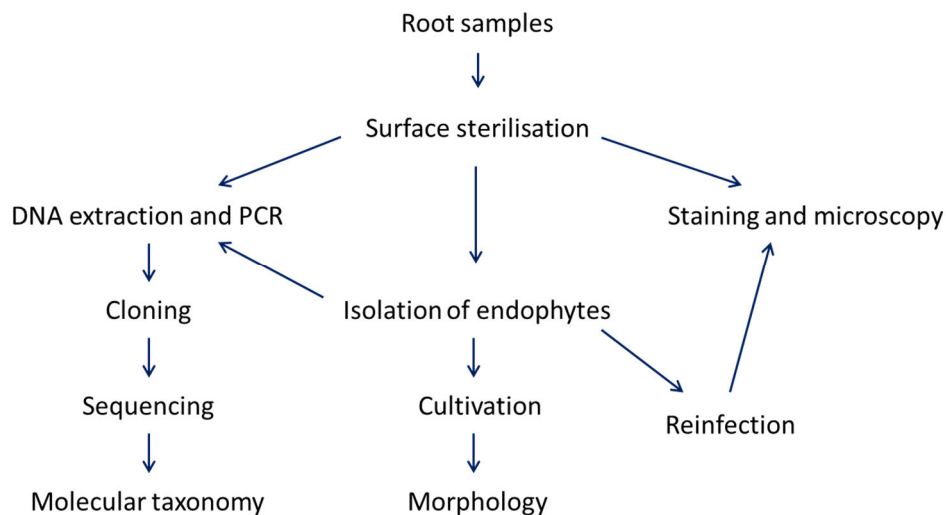 Root samples
Surface sterilisation
DNA extraction and PCR
Staining and microscopy
Cloning
Isolation of endophytes
Sequencing
Cultivation
Reinfection
Molecular taxonomy
Morphology